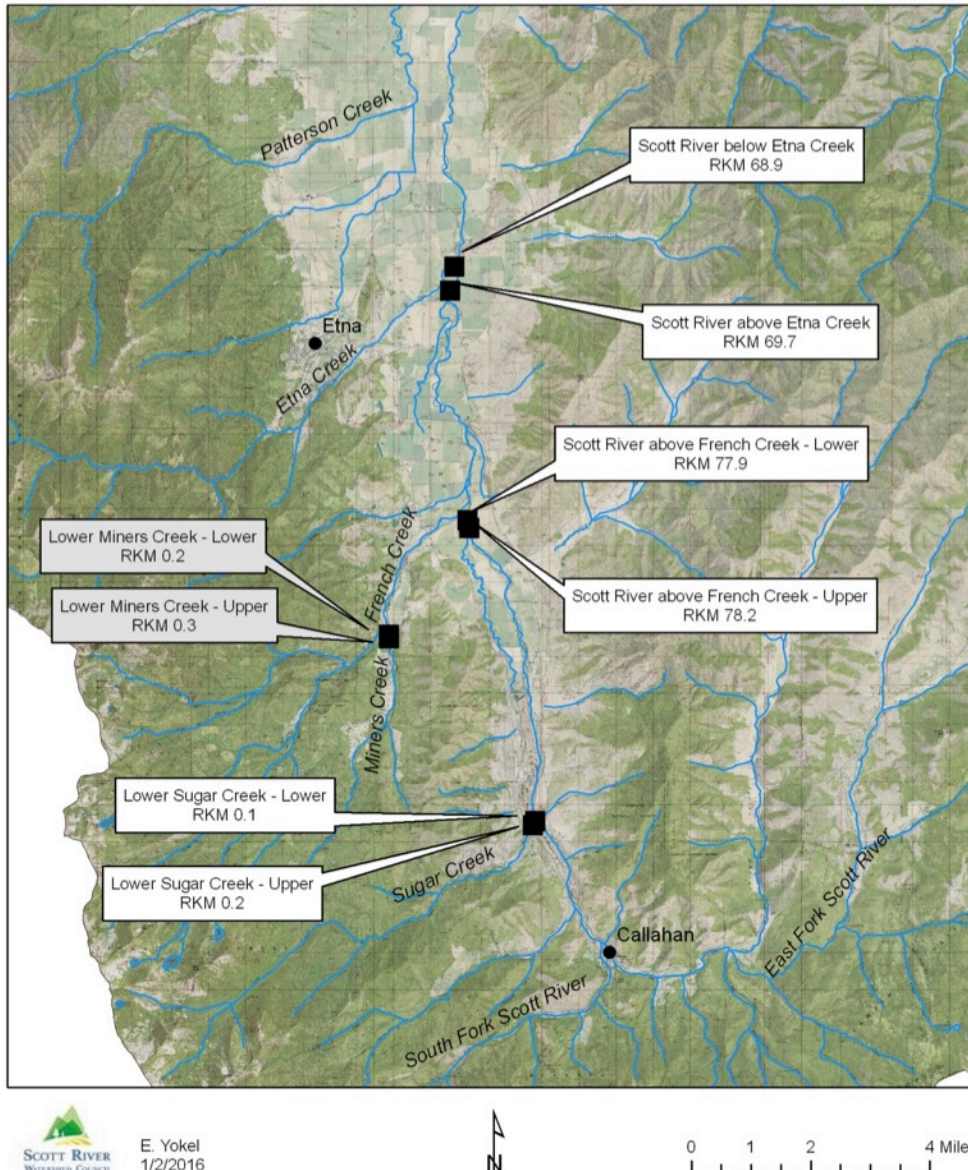 Patterson Creek
Scott River below Etna Creek
RKM 68.9
Etna
Scott River above Etna Creek
RKM 69.7
Etna Creek
Scott River above French Creek - Lower
RKM 77.9
Lower Miners Creek - Lower
RKM 0.2
French Creek
Scott River above French Creek - Upper
RKM 78.2
Lower Miners Creek - Upper
RKM 0.3
Miners Creek
Lower Sugar Creek - Lower
RKM 0.1
Sugar Creek
Lower Sugar Creek - Upper
RKM 0.2
East Fork Scott River
Callahan
South Fork Scott River
SCOTT RIVER
WATERSHED COUNCIL
E. Yokel
1/2/2016
N
0 1 2 4 Mile